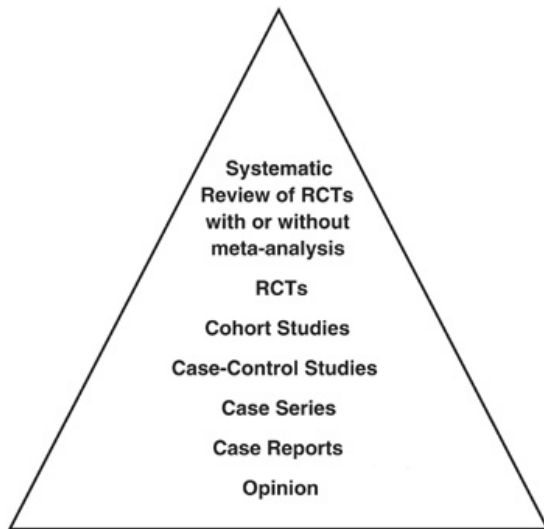 Systematic
Review of RCTs
with or without
meta-analysis
RCTs
Cohort Studies
Case-Control Studies
Case Series
Case Reports
Opinion